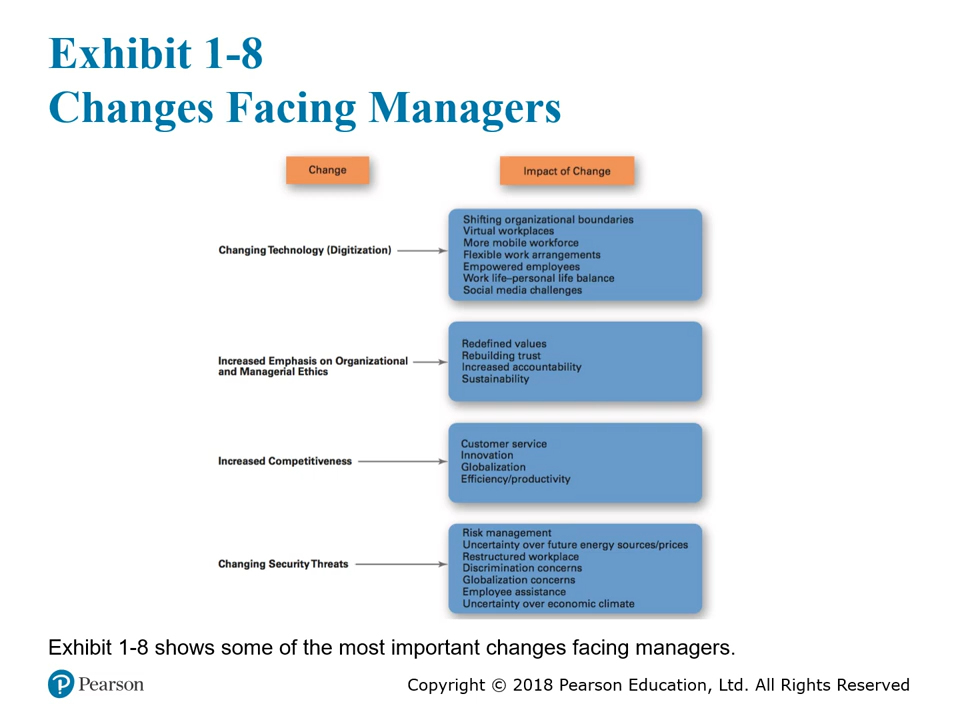 Exhibit 1-8
Changes Facing Managers
Change
Impact of Change
Changing Technology (Digitization)
Shifting organizational boundaries
Virtual workplaces
More mobile workforce
Flexible work arrangements
Empowered employees
Work life–personal life balance
Social media challenges
Increased Emphasis on Organizational
and Managerial Ethics
Redefined values
Rebuilding trust
Increased accountability
Sustainability
Increased Competitiveness
Customer service
Innovation
Globalization
Efficiency/productivity
Changing Security Threats
Risk management
Uncertainty over future energy sources/prices
Restructured workplace
Discrimination concerns
Globalization concerns
Employee assistance
Uncertainty over economic climate
Exhibit 1-8 shows some of the most important changes facing managers.
P Pearson
Copyright © 2018 Pearson Education, Ltd. All Rights Reserved